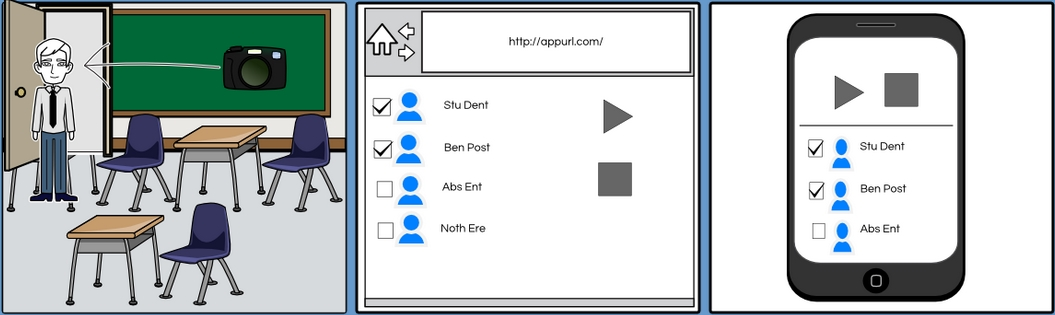 http://appurl.com/
Stu Dent
Ben Post
Abs Ent
Noth Ere
Stu Dent
Ben Post
Abs Ent